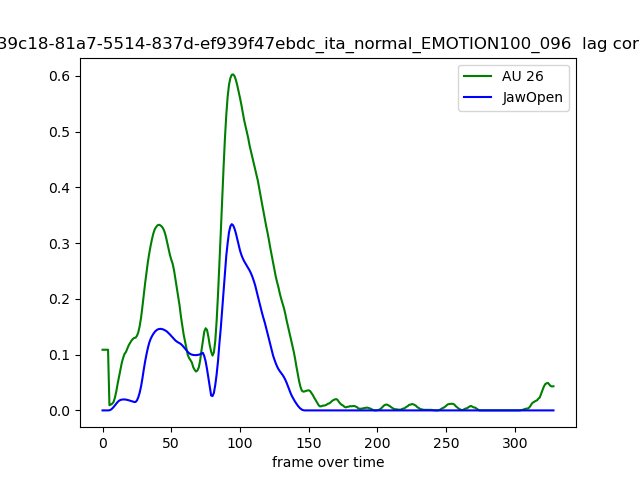 39c18-81a7-5514-837d-ef939f47ebdc_ita_normal_EMOTION100_096 lag cor
AU 26
JawOpen
0.6
0.5
0.4
0.3
0.2
0.1
0.0
0 50 100 150 200 250 300
frame over time